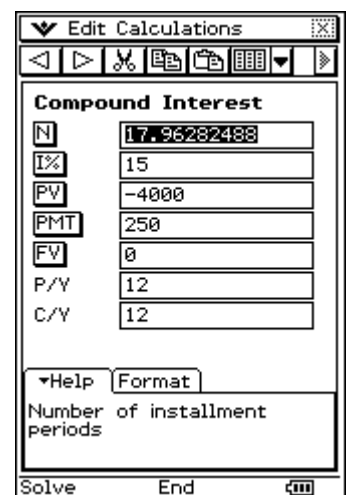 Edit Calculations
Compound Interest
N 17.96282488
I% 15
PV -4000
PMT 250
FV 0
P/Y 12
C/Y 12
Help Format
Number of installment
periods
Solve End